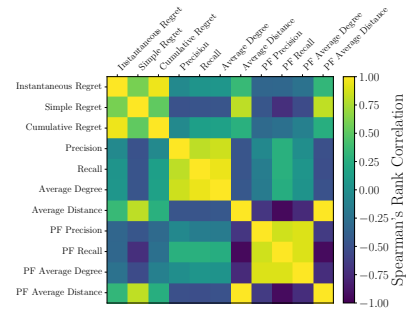 Instantaneous Regret
Simple Regret
Cumulative Regret
Precision
Recall
Average Degree
Average Distance
PF Precision
PF Recall
PF Average Degree
PF Average Distance
Instantaneous Regret
Simple Regret
Cumulative Regret
Precision
Recall
Average Degree
Average Distance
PF Precision
PF Recall
PF Average Degree
PF Average Distance
1.00
0.75
0.50
0.25
0.00
−0.25
−0.50
−0.75
−1.00
Spearman's Rank Correlation